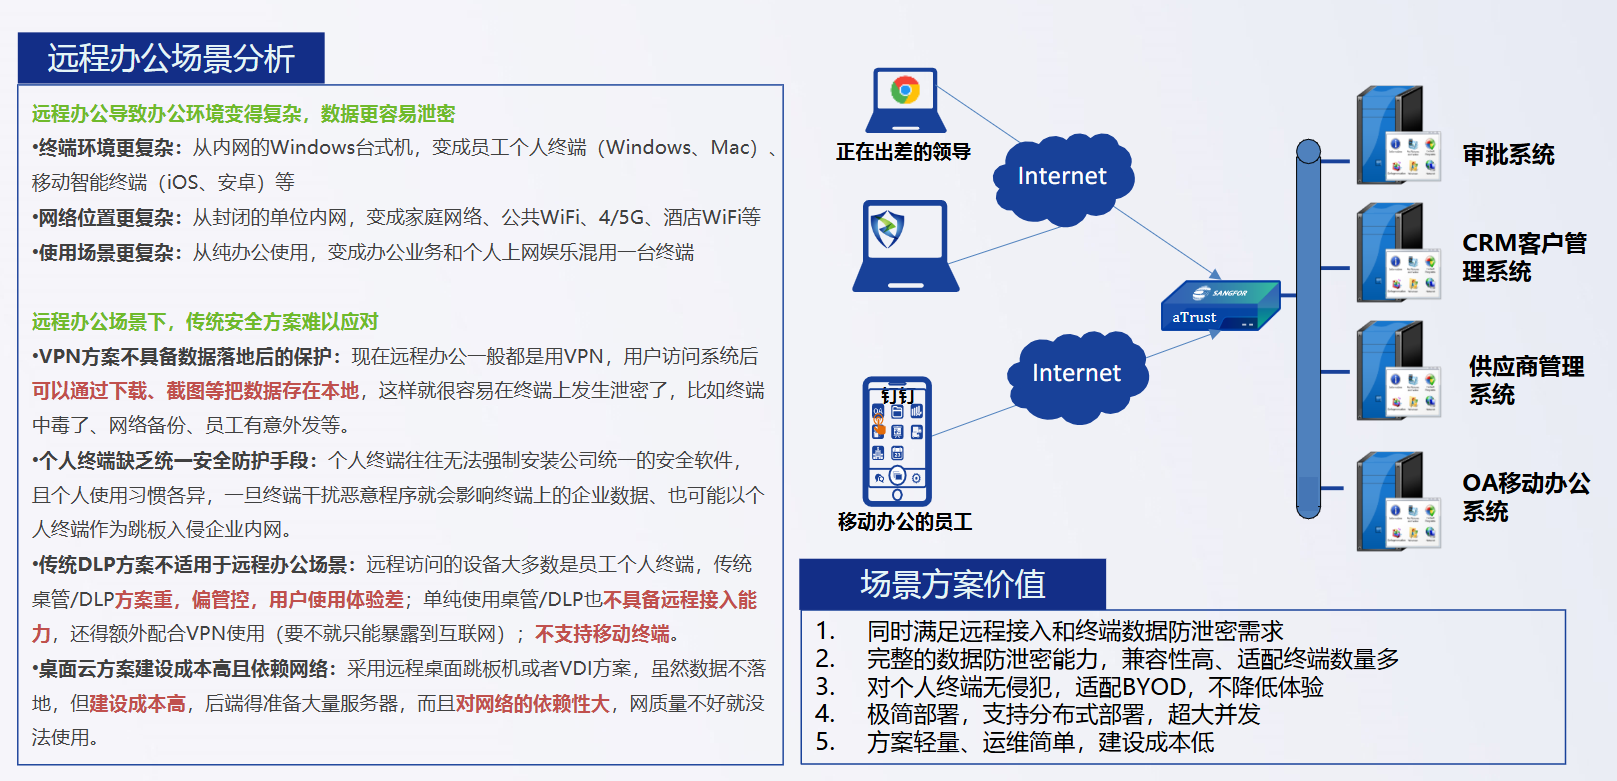 远程办公场景分析
远程办公导致办公环境变得复杂，数据更容易泄密
•终端环境更复杂：从内网的Windows台式机，变成员工个人终端（Windows、Mac）、
移动智能终端（iOS、安卓）等
•网络位置更复杂：从封闭的单位内网，变成家庭网络、公共WiFi、4/5G、酒店WiFi等
•使用场景更复杂：从纯办公使用，变成办公业务和个人上网娱乐混用一台终端
远程办公场景下，传统安全方案难以应对
•VPN方案不具备数据落地后的保护：现在远程办公一般都是用VPN，用户访问系统后
可以通过下载、截图等把数据存在本地，这样就很容易在终端上发生泄密了，比如终端
中毒了、网络备份、员工有意外发等。
•个人终端缺乏统一安全防护手段：个人终端往往无法强制安装公司统一的安全软件，
且个人使用习惯各异，一旦终端干扰恶意程序就会影响终端上的企业数据、也可能以个
人终端作为跳板入侵企业内网。
•传统DLP方案不适用于远程办公场景：远程访问的设备大多数是员工个人终端，传统
桌管/DLP方案重，偏管控，用户使用体验差；单纯使用桌管/DLP也不具备远程接入能
力，还得额外配合VPN使用（要不就只能暴露到互联网）；不支持移动终端。
•桌面云方案建设成本高且依赖网络：采用远程桌面跳板机或者VDI方案，虽然数据不落
地，但建设成本高，后端得准备大量服务器，而且对网络的依赖性大，网质量不好就没
法使用。
正在出差的领导
Internet
SANGFOR
aTrust
Internet
钉钉
OA
移动办公的员工
审批系统
CRM客户管
理系统
供应商管理
系统
OA移动办公
系统
场景方案价值
1. 同时满足远程接入和终端数据防泄密需求
2. 完整的数据防泄密能力，兼容性高、适配终端数量多
3. 对个人终端无侵犯，适配BYOD，不降低体验
4. 极简部署，支持分布式部署，超大并发
5. 方案轻量、运维简单，建设成本低